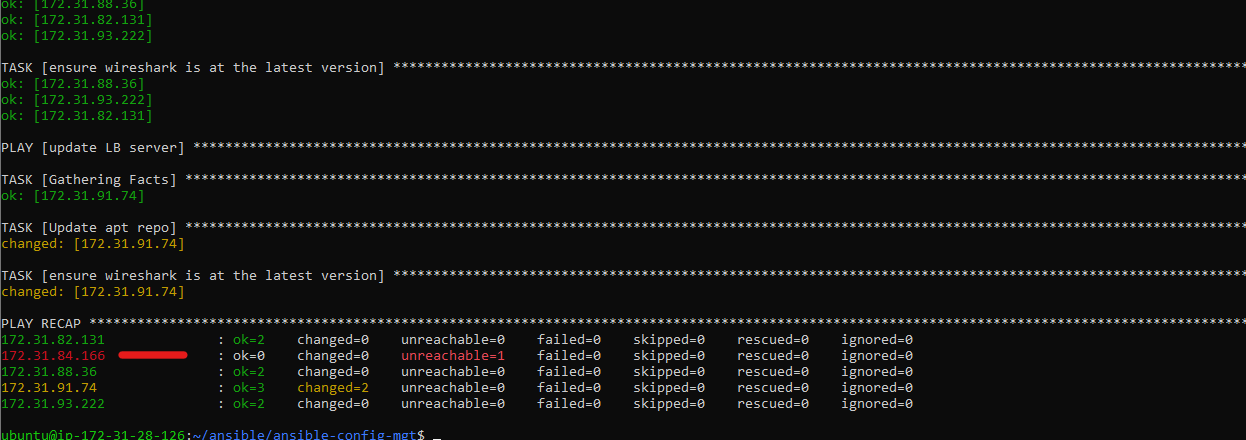 ok: [172.31.88.36]
ok: [172.31.82.131]
ok: [172.31.93.222]
TASK [ensure wireshark is at the latest version] ***********************************************************************************************************
ok: [172.31.88.36]
ok: [172.31.93.222]
ok: [172.31.82.131]
PLAY [update LB server] ************************************************************************************************************************************
TASK [Gathering Facts] *************************************************************************************************************************************
ok: [172.31.91.74]
TASK [Update apt repo] *************************************************************************************************************************************
changed: [172.31.91.74]
TASK [ensure wireshark is at the latest version] ***********************************************************************************************************
changed: [172.31.91.74]
PLAY RECAP *************************************************************************************************************************************************
172.31.82.131 : ok=2 changed=0 unreachable=0 failed=0 skipped=0 rescued=0 ignored=0
172.31.84.166 : ok=0 changed=0 unreachable=1 failed=0 skipped=0 rescued=0 ignored=0
172.31.88.36 : ok=2 changed=0 unreachable=0 failed=0 skipped=0 rescued=0 ignored=0
172.31.91.74 : ok=3 changed=2 unreachable=0 failed=0 skipped=0 rescued=0 ignored=0
172.31.93.222 : ok=2 changed=0 unreachable=0 failed=0 skipped=0 rescued=0 ignored=0
ubuntu@ip-172-31-28-126:~/ansible/ansible-config-mgt$ _